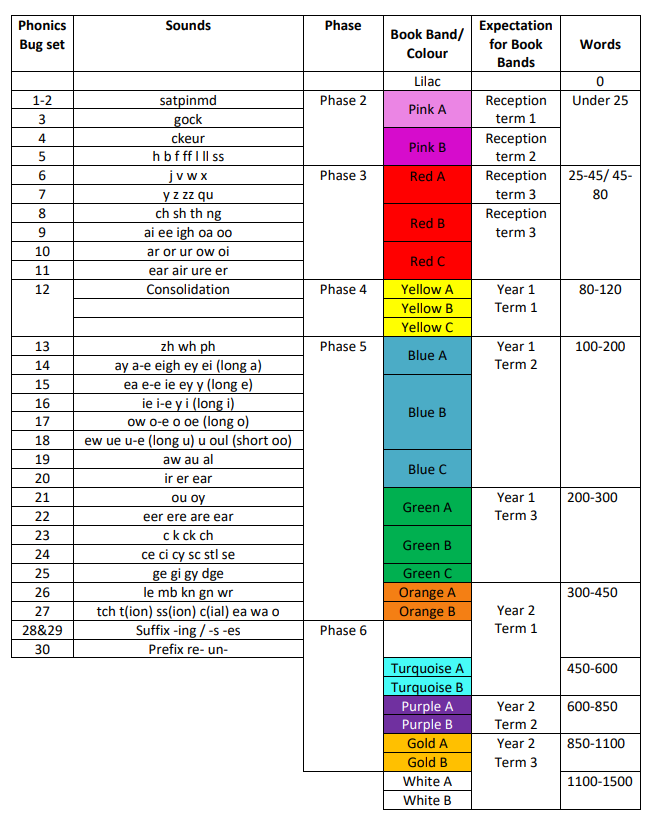 Phonics Bug set Sounds Phase Book Band/ Colour Expectation for Book Bands Words
Lilac 0
1-2 satpinmd Phase 2 Pink A Reception term 1 Under 25
3 gock
4 ckeur Pink B Reception term 2
5 h b f ff l ll ss
6 j v w x Phase 3 Red A Reception term 3 25-45/ 45-80
7 y z zz qu
8 ch sh th ng Red B Reception term 3
9 ai ee igh oa oo
10 ar or ur ow oi Red C
11 ear air ure er
12 Consolidation Phase 4 Yellow A Year 1 Term 1 80-120
Yellow B
Yellow C
13 zh wh ph Phase 5 Blue A Year 1 Term 2 100-200
14 ay a-e eigh ey ei (long a)
15 ea e-e ie ey y (long e) Blue B
16 ie i-e y i (long i)
17 ow o-e o oe (long o)
18 ew ue u-e (long u) u oul (short oo)
19 aw au al Blue C
20 ir er ear
21 ou oy Green A Year 1 Term 3 200-300
22 eer ere are ear
23 c k ck ch Green B
24 ce ci cy sc stl se
25 ge gi gy dge Green C
26 le mb kn gn wr Orange A Year 2 Term 1 300-450
27 tch t(ion) ss(ion) c(ial) ea wa o Orange B
28&29 Suffix -ing / -s -es Phase 6
30 Prefix re- un-
Turquoise A 450-600
Turquoise B
Purple A Year 2 Term 2 600-850
Purple B
Gold A Year 2 Term 3 850-1100
Gold B
White A 1100-1500
White B